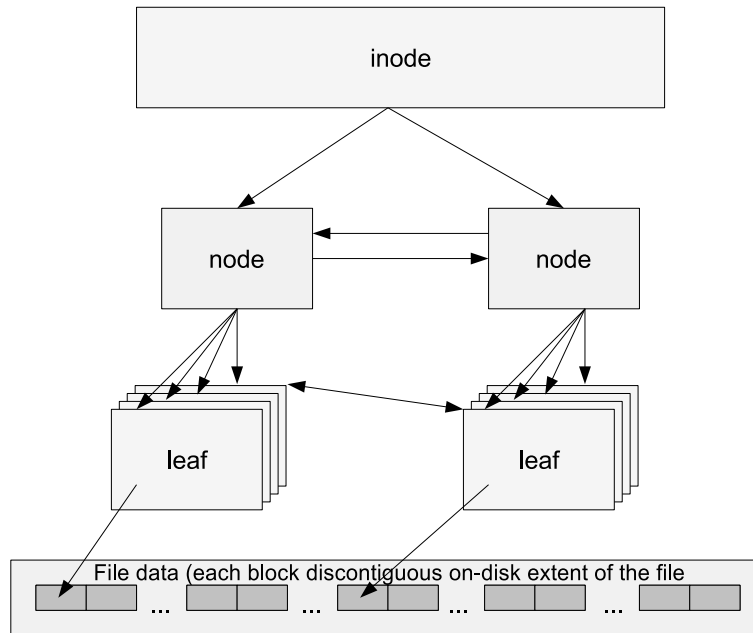 inode
node
node
leaf
leaf
File data (each block discontiguous on-disk extent of the file
... ... ... ...